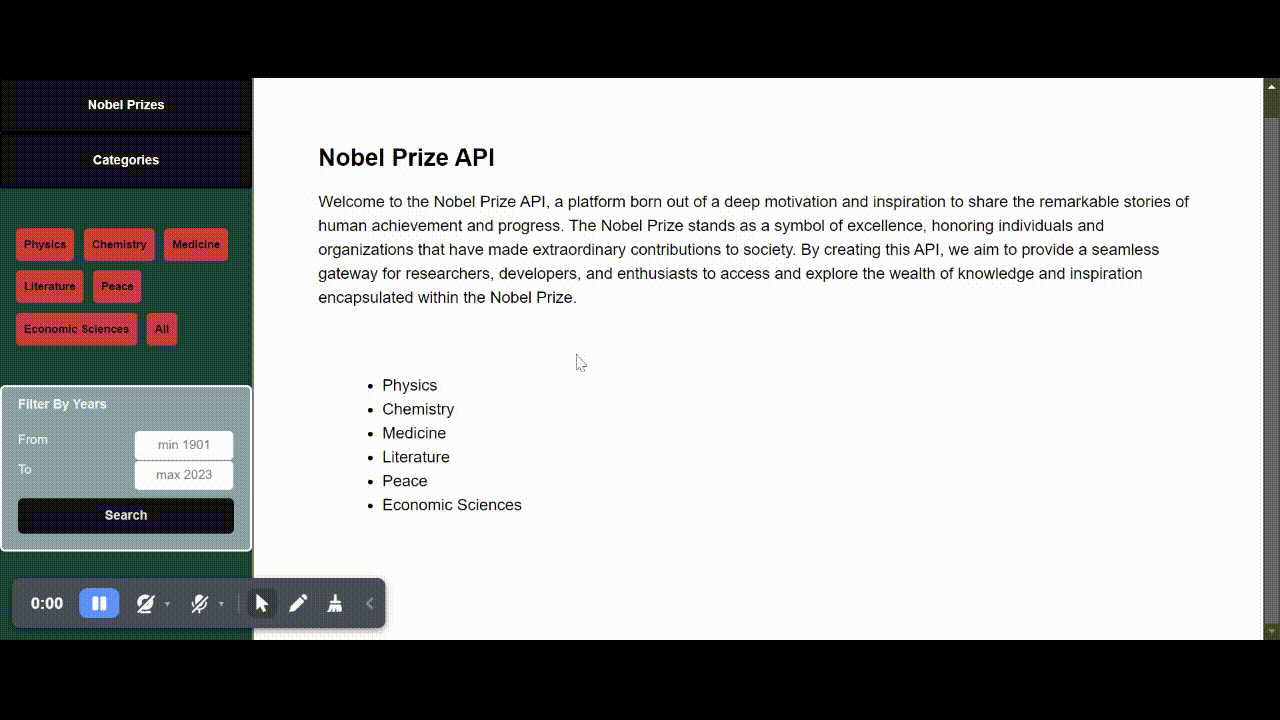 Nobel Prizes
Categories
Physics Chemistry Medicine
Literature Peace
Economic Sciences All
Filter By Years
From min 1901
To max 2023
Search
0:00
Nobel Prize API
Welcome to the Nobel Prize API, a platform born out of a deep motivation and inspiration to share the remarkable stories of
human achievement and progress. The Nobel Prize stands as a symbol of excellence, honoring individuals and
organizations that have made extraordinary contributions to society. By creating this API, we aim to provide a seamless
gateway for researchers, developers, and enthusiasts to access and explore the wealth of knowledge and inspiration
encapsulated within the Nobel Prize.
• Physics
• Chemistry
• Medicine
• Literature
• Peace
• Economic Sciences